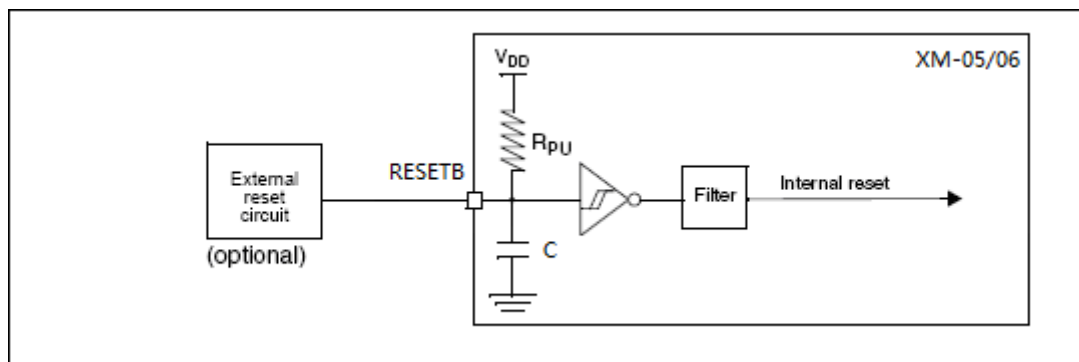 XM-05/06
VDD
RPU
RESETB
External
reset
circuit
(optional)
Filter
Internal reset
C